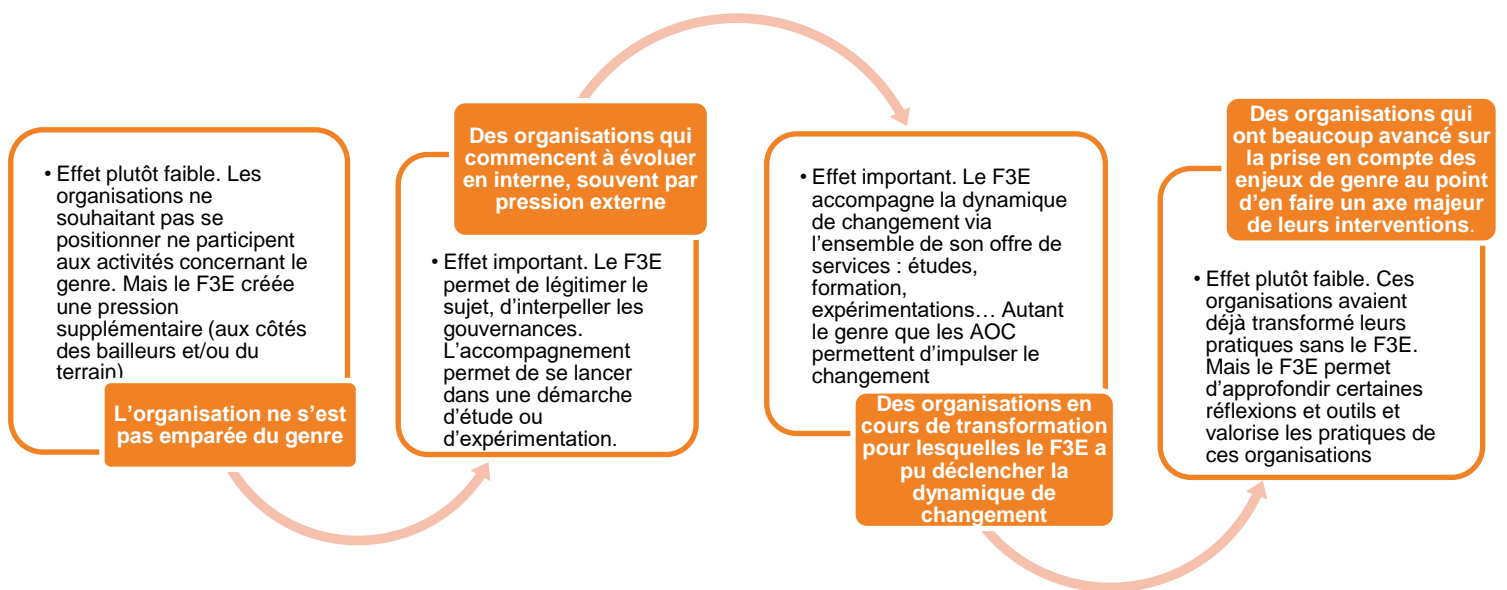 • Effet plutôt faible. Les
organisations ne
souhaitant pas se
positionner ne participent
aux activités concernant le
genre. Mais le F3E créée
une pression
supplémentaire (aux côtés
des bailleurs et/ou du
terrain)
L'organisation ne s'est
pas emparée du genre
Des organisations qui
commencent à évoluer
en interne, souvent par
pression externe
• Effet important. Le F3E
permet de légitimer le
sujet, d'interpeller les
gouvernances.
L'accompagnement
permet de se lancer
dans une démarche
d'étude ou
d'expérimentation.
• Effet important. Le F3E
accompagne la dynamique
de changement via
l'ensemble de son offre de
services : études,
formation,
expérimentations… Autant
le genre que les AOC
permettent d'impulser le
changement
Des organisations en
cours de transformation
pour lesquelles le F3E a
pu déclencher la
dynamique de
changement
Des organisations qui
ont beaucoup avancé sur
la prise en compte des
enjeux de genre au point
d'en faire un axe majeur
de leurs interventions.
• Effet plutôt faible. Ces
organisations avaient
déjà transformé leurs
pratiques sans le F3E.
Mais le F3E permet
d'approfondir certaines
réflexions et outils et
valorise les pratiques de
ces organisations